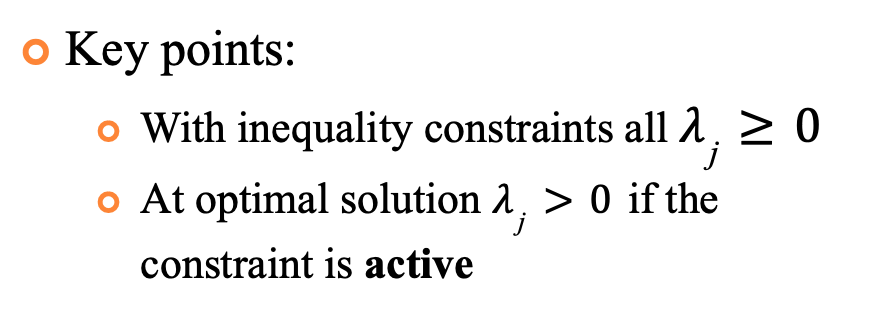 Key points:
With inequality constraints all λⱼ ≥ 0
At optimal solution λⱼ > 0 if the
constraint is active